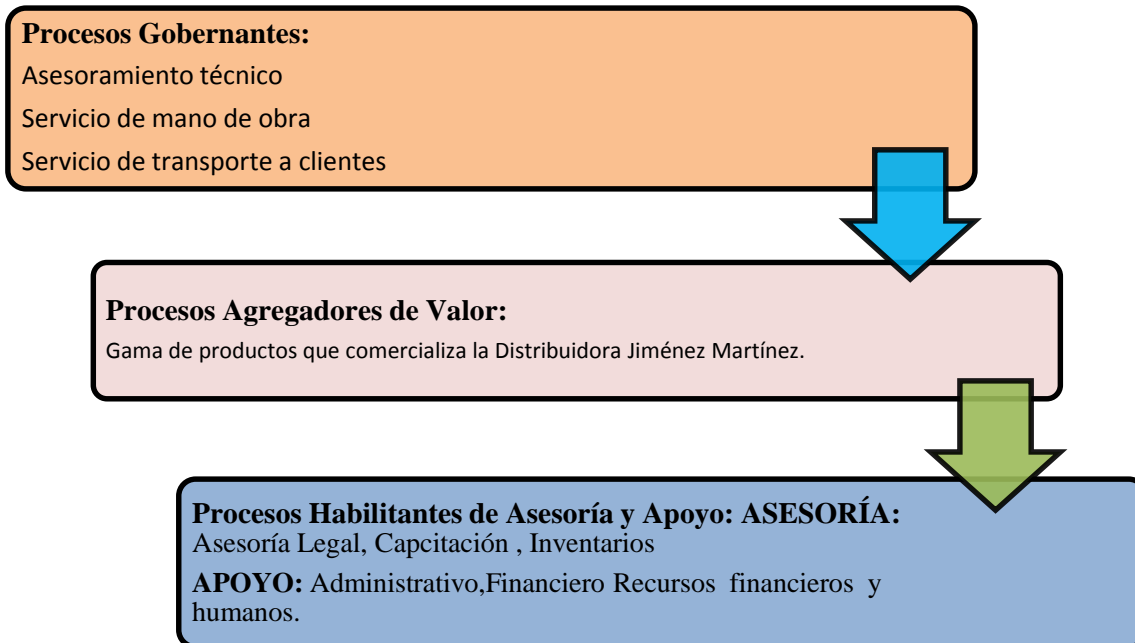 Procesos Gobernantes:
Asesoramiento técnico
Servicio de mano de obra
Servicio de transporte a clientes
Procesos Agregadores de Valor:
Gama de productos que comercializa la Distribuidora Jiménez Martínez.
Procesos Habilitantes de Asesoría y Apoyo: ASESORÍA:
Asesoría Legal, Capcitación , Inventarios
APOYO: Administrativo,Financiero Recursos financieros y
humanos.